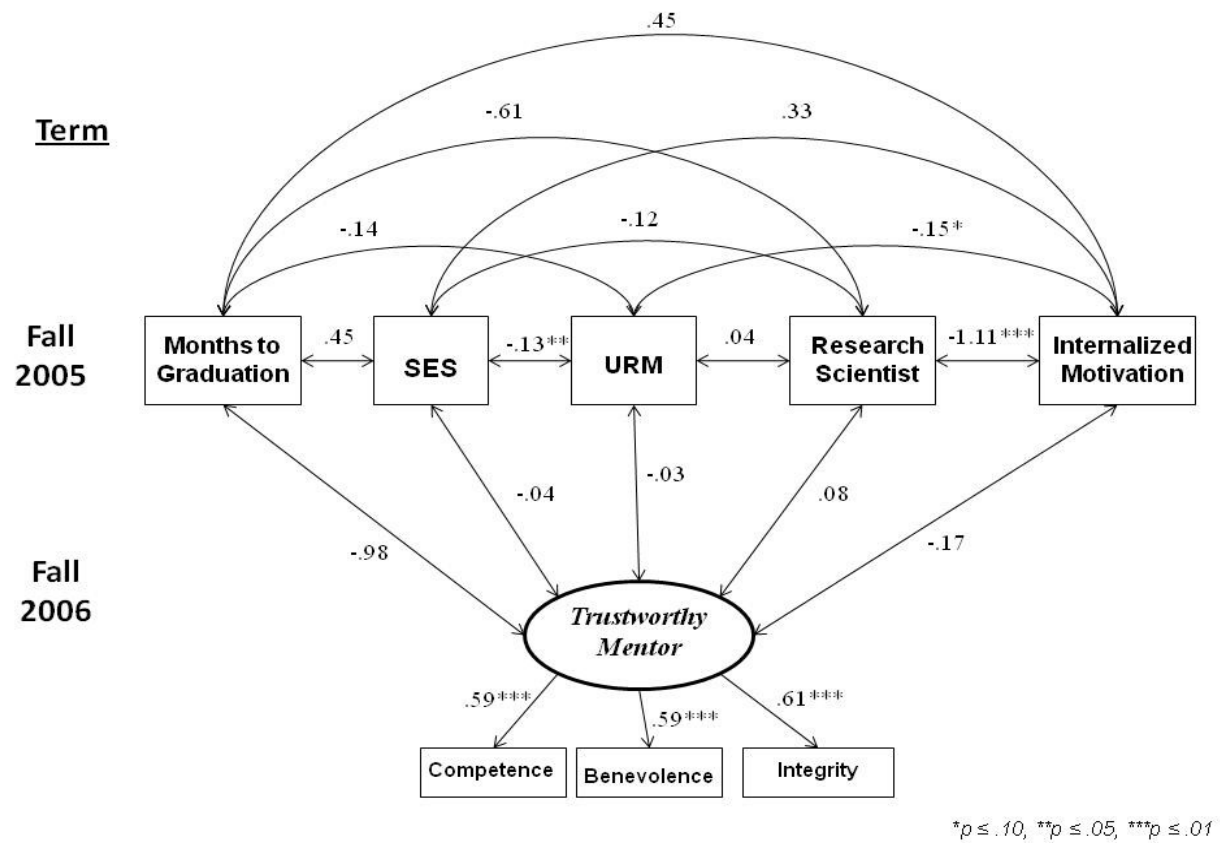 .45
Term
-.61
.33
-.14
-.12
-.15*
Fall
2005
Months to
Graduation
.45
SES
-.13**
URM
.04
Research
Scientist
-1.11***
Internalized
Motivation
-.04
-.03
.08
-.98
-.17
Fall
2006
Trustworthy
Mentor
.59***
.59***
.61***
Competence
Benevolence
Integrity
*p ≤ .10, **p ≤ .05, ***p ≤ .01